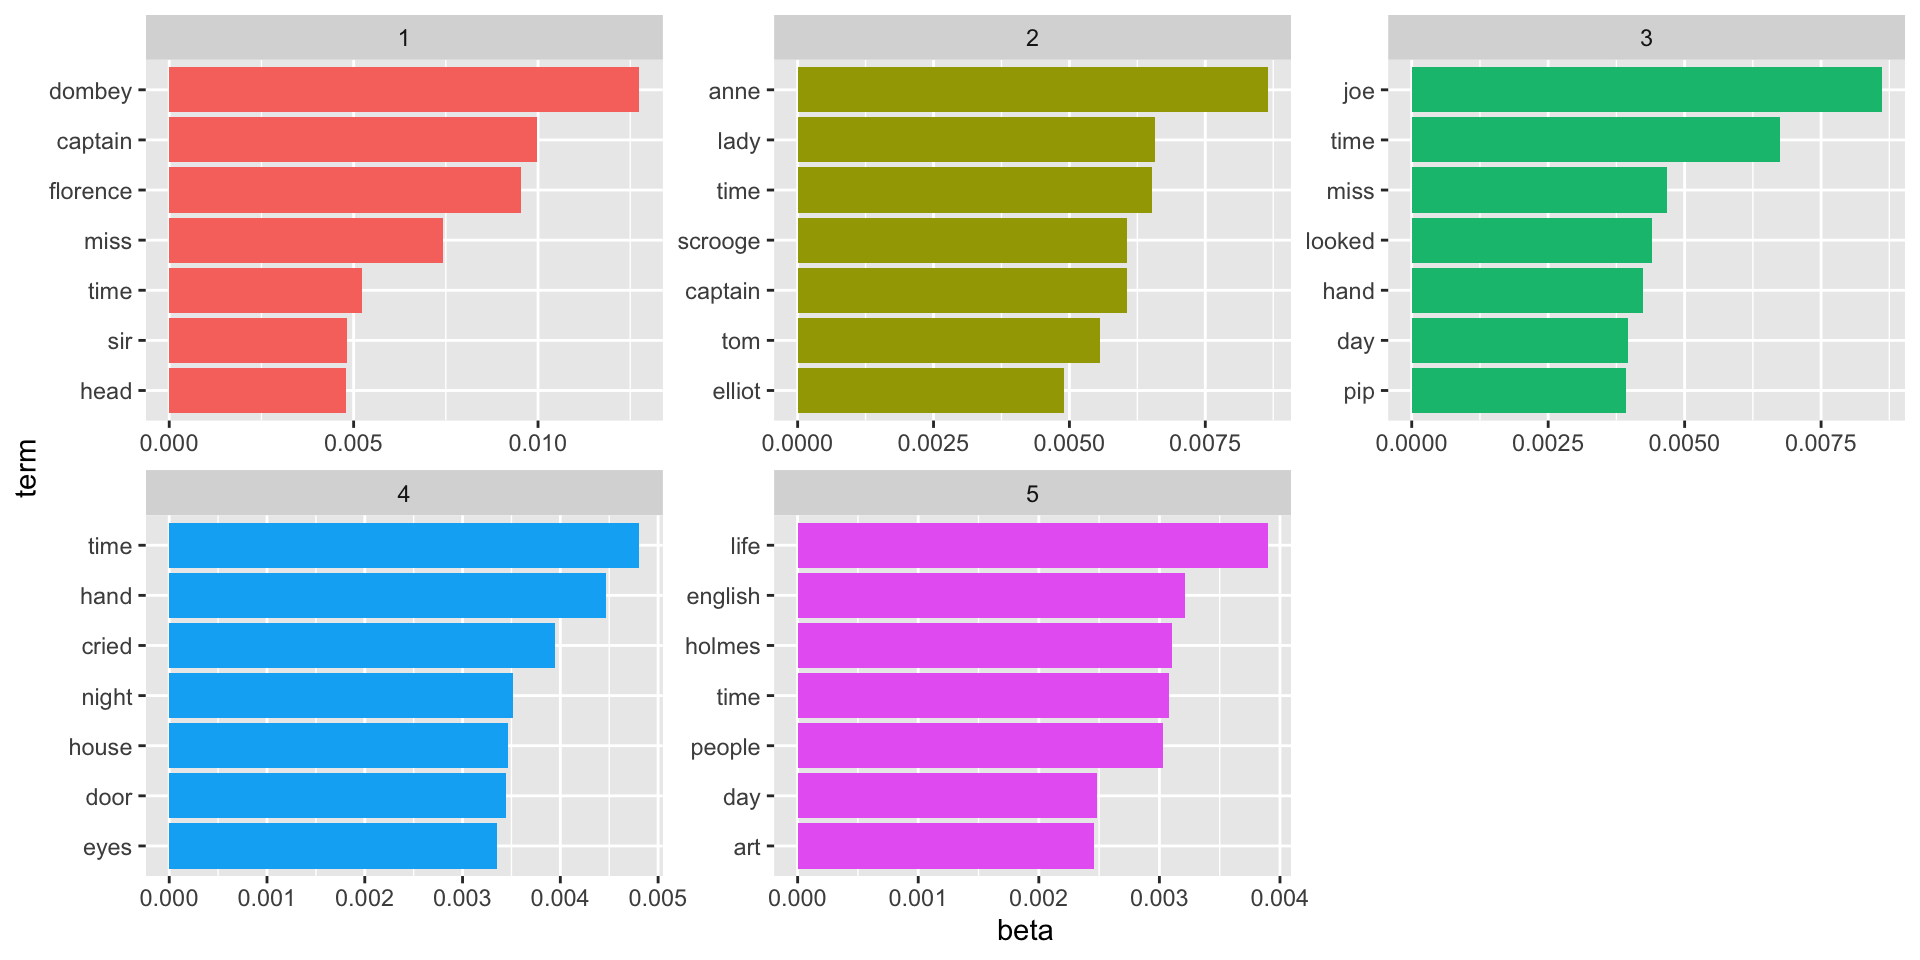 1
dombey
captain
florence
miss
time
sir
head
0.000 0.005 0.010
2
anne
lady
time
scrooge
captain
tom
elliot
0.0000 0.0025 0.0050 0.0075
3
joe
time
miss
looked
hand
day
pip
0.0000 0.0025 0.0050 0.0075
term
4
time
hand
cried
night
house
door
eyes
0.000 0.001 0.002 0.003 0.004 0.005
5
life
english
holmes
time
people
day
art
0.000 0.001 0.002 0.003 0.004
beta